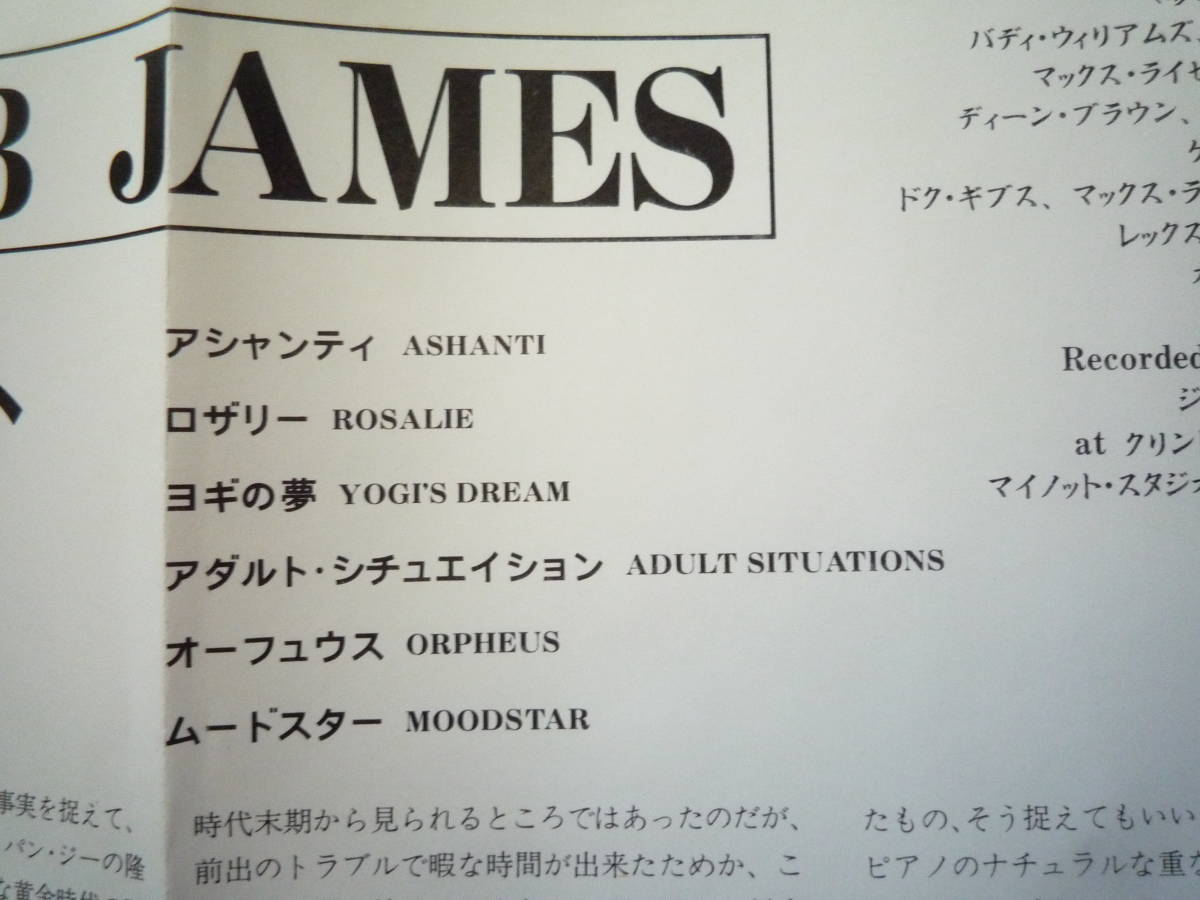 B JAMES
アシャンティ ASHANTI
ロザリー ROSALIE
ヨギの夢 YOGI'S DREAM
アダルト・シチュエイション ADULT SITUATIONS
オーフュウス ORPHEUS
ムードスター MOODSTAR
バディ・ウィリアムズ、
マックス・ライセ
ディーン・ブラウン、
ドク・ギブス、マックス・ラ
レックス
Recorded
ジ
at クリント
マイノット・スタジオ
事実を捉えて、
パン・ジーの隆
な黄金時代の
時代末期から見られるところではあったのだが、
前出のトラブルで暇な時間が出来たためか、こ
たもの、そう捉えてもいい
ピアノのナチュラルな重な